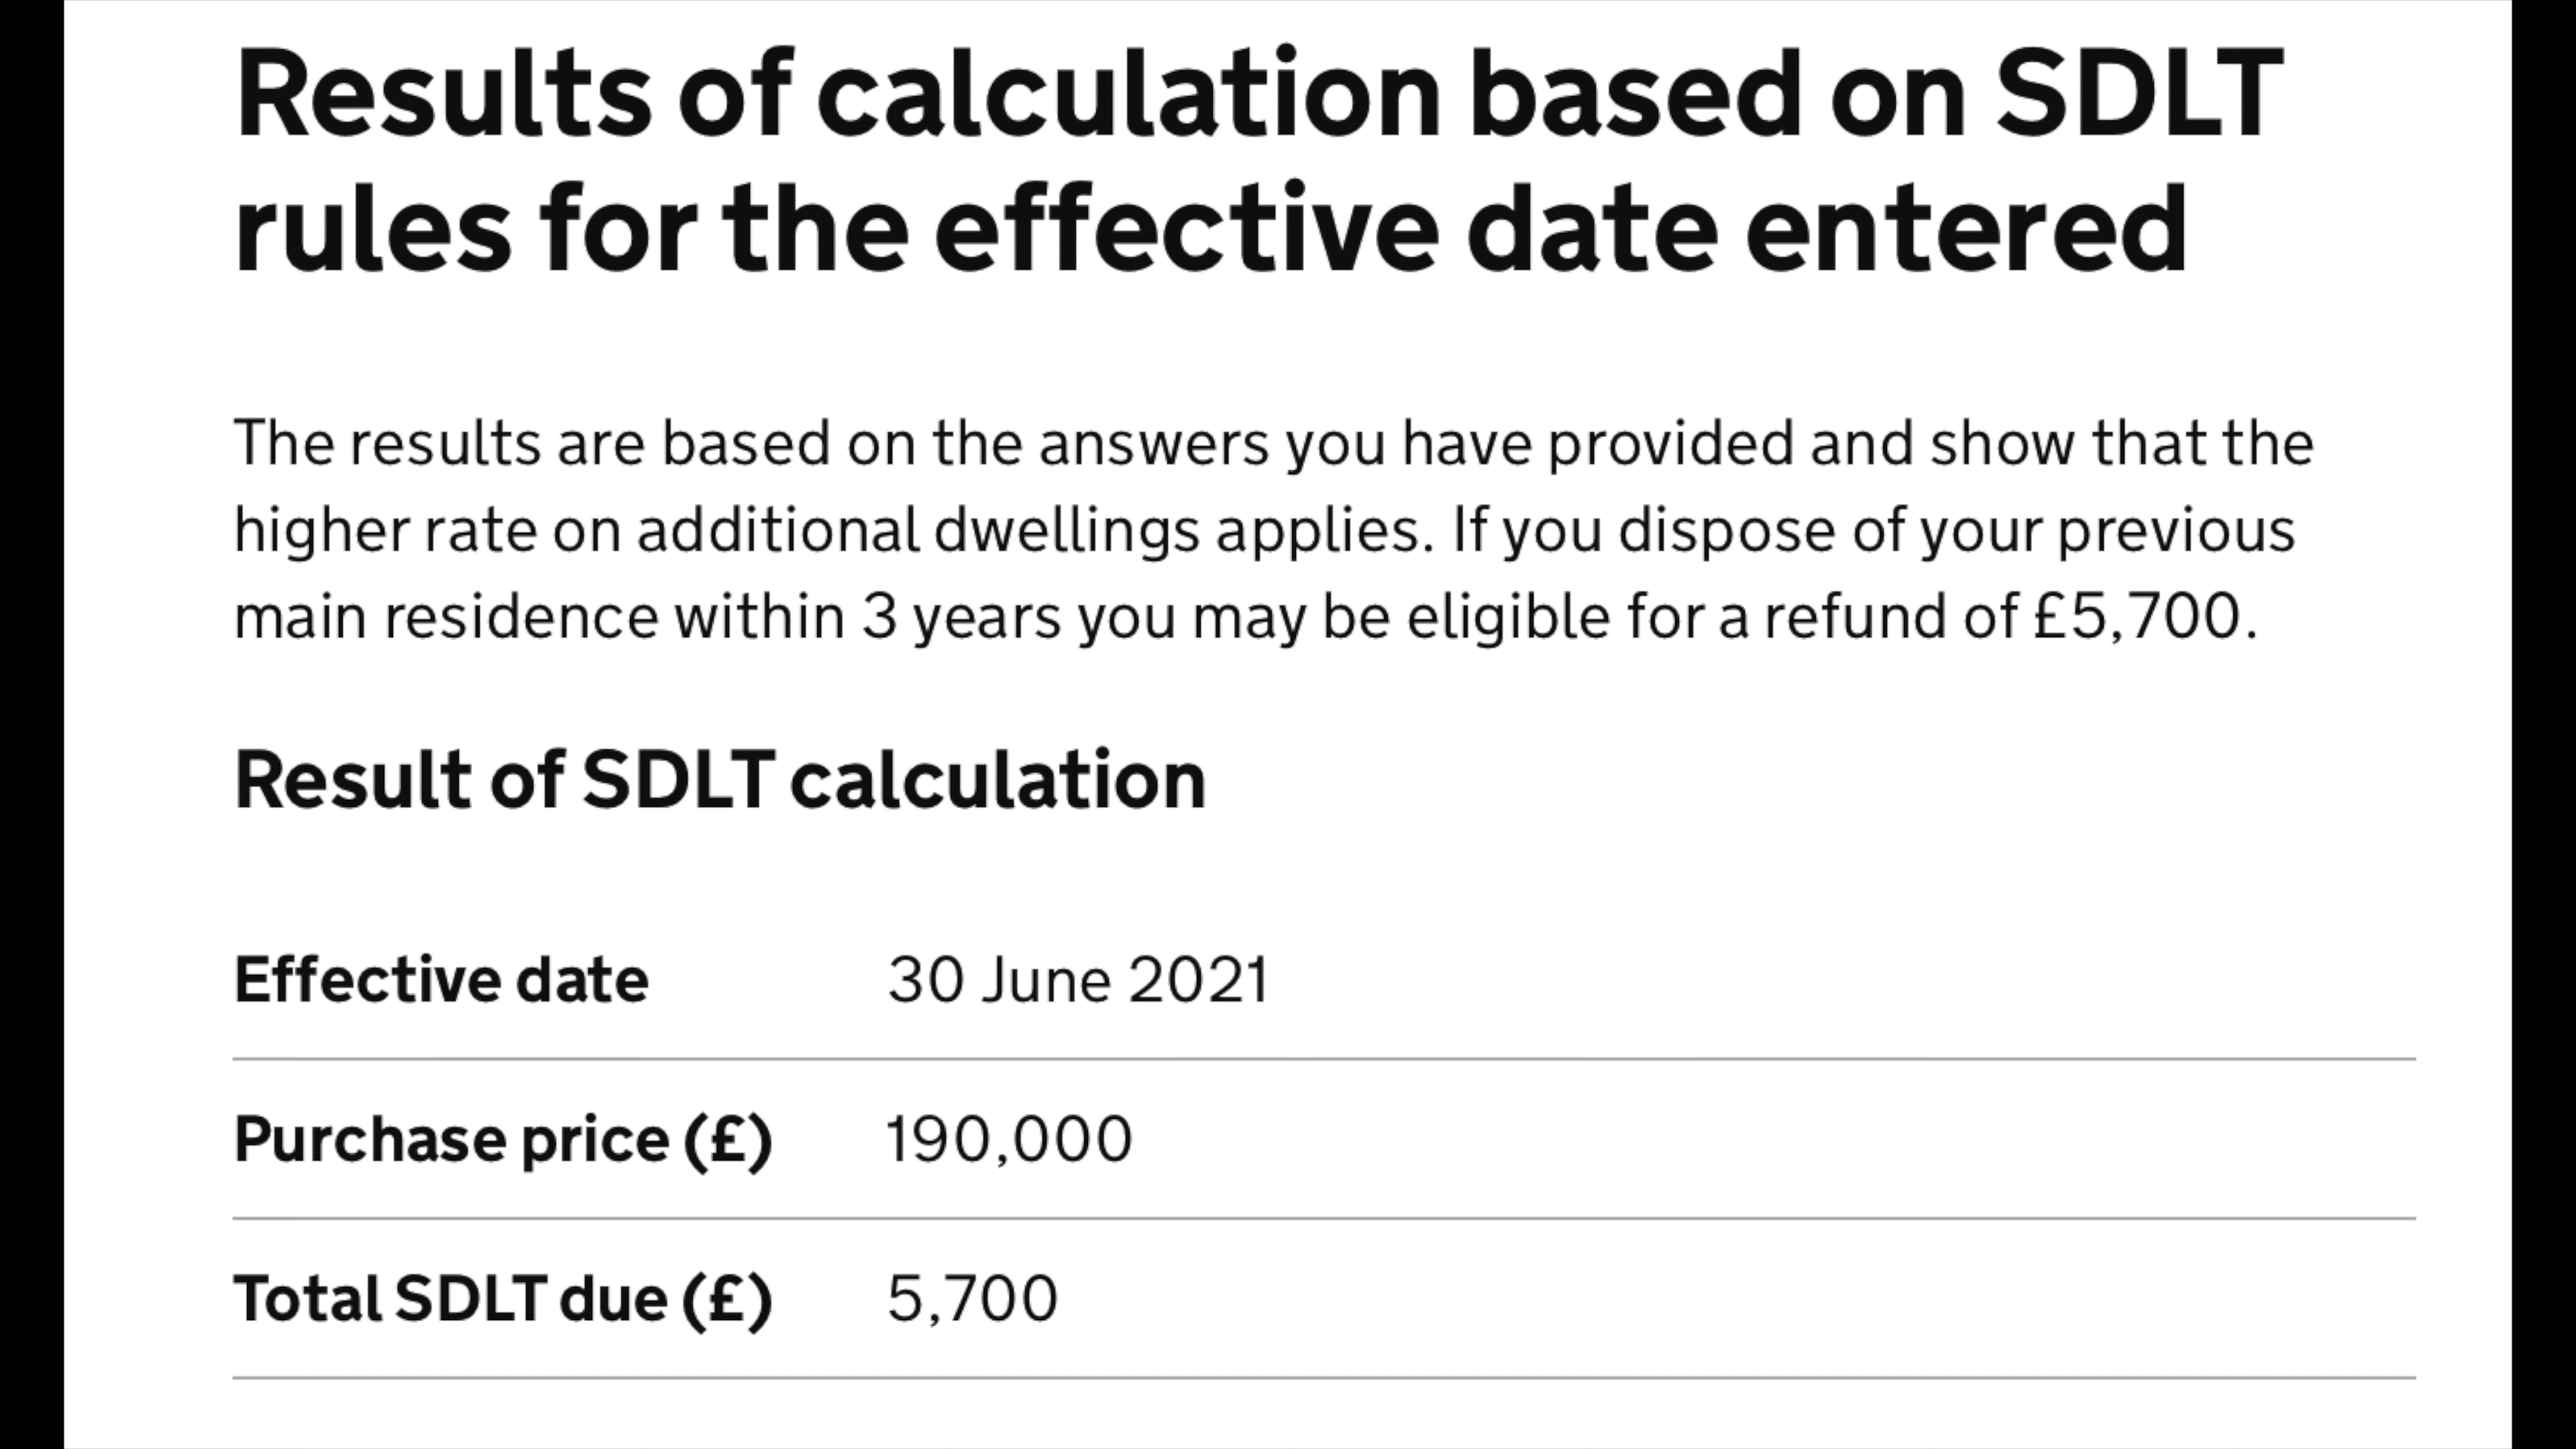 Results of calculation based on SDLT
rules for the effective date entered
The results are based on the answers you have provided and show that the
higher rate on additional dwellings applies. If you dispose of your previous
main residence within 3 years you may be eligible for a refund of £5,700.
Result of SDLT calculation
Effective date 30 June 2021
Purchase price (£) 190,000
Total SDLT due (£) 5,700